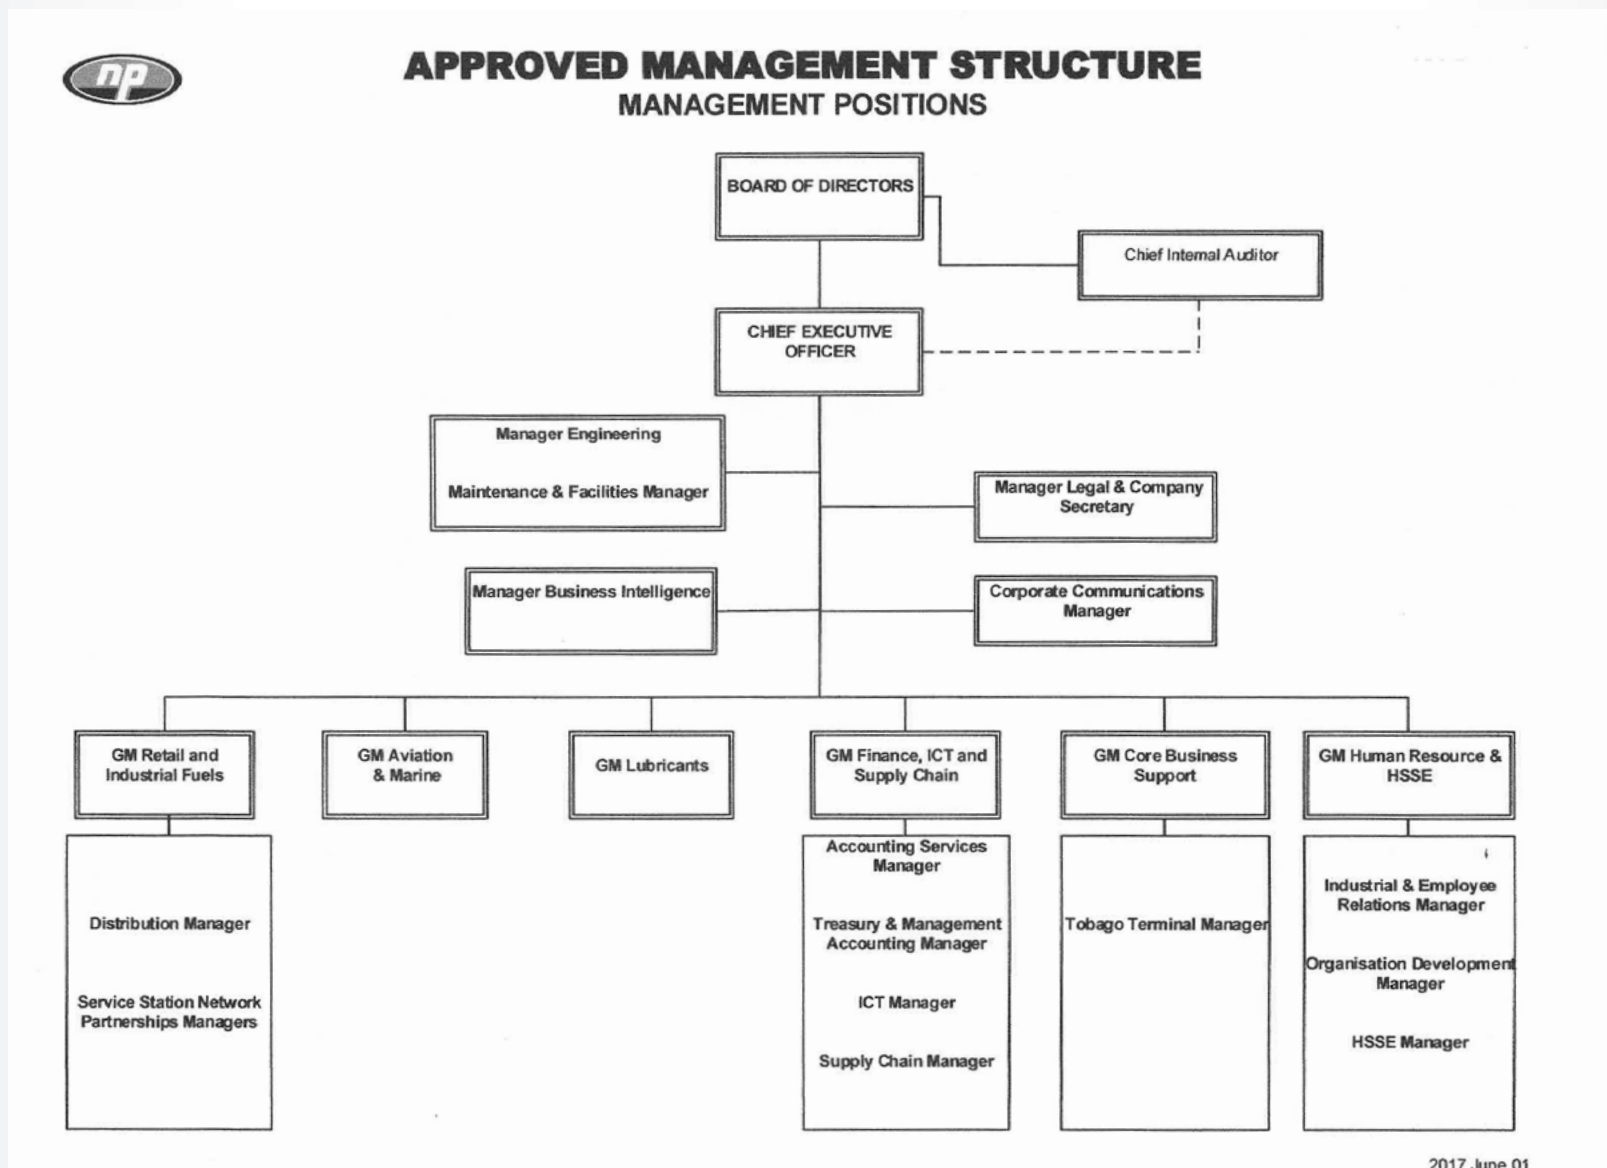 np
APPROVED MANAGEMENT STRUCTURE
MANAGEMENT POSITIONS
BOARD OF DIRECTORS
Chief Internal Auditor
CHIEF EXECUTIVE
OFFICER
Manager Engineering
Maintenance & Facilities Manager
Manager Legal & Company
Secretary
Manager Business Intelligence
Corporate Communications
Manager
GM Retail and
Industrial Fuels
GM Aviation
& Marine
GM Lubricants
GM Finance, ICT and
Supply Chain
GM Core Business
Support
GM Human Resource &
HSSE
Distribution Manager
Service Station Network
Partnerships Managers
Accounting Services
Manager
Treasury & Management
Accounting Manager
ICT Manager
Supply Chain Manager
Tobago Terminal Manager
Industrial & Employee
Relations Manager
Organisation Development
Manager
HSSE Manager
2017 June 01